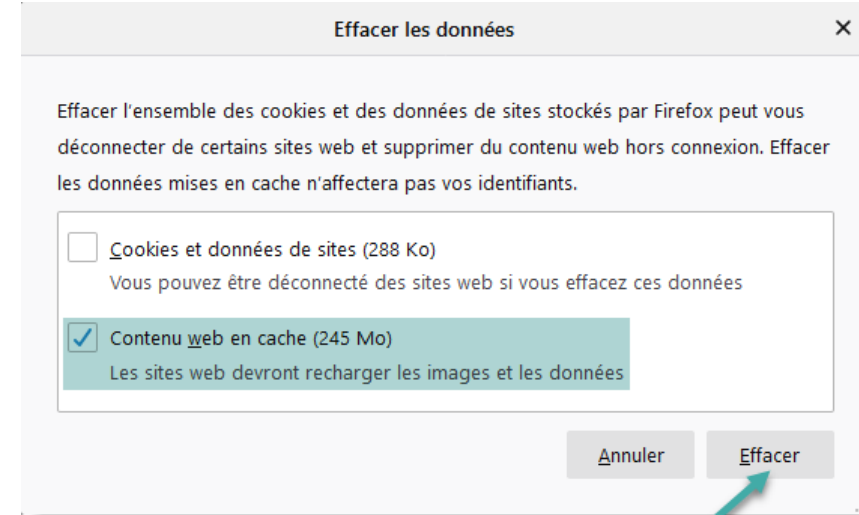 Effacer les données
Effacer l’ensemble des cookies et des données de sites stockés par Firefox peut vous
déconnecter de certains sites web et supprimer du contenu web hors connexion. Effacer
les données mises en cache n’affectera pas vos identifiants.
Cookies et données de sites (288 Ko)
Vous pouvez être déconnecté des sites web si vous effacez ces données
Contenu web en cache (245 Mo)
Les sites web devront recharger les images et les données
Annuler
Effacer